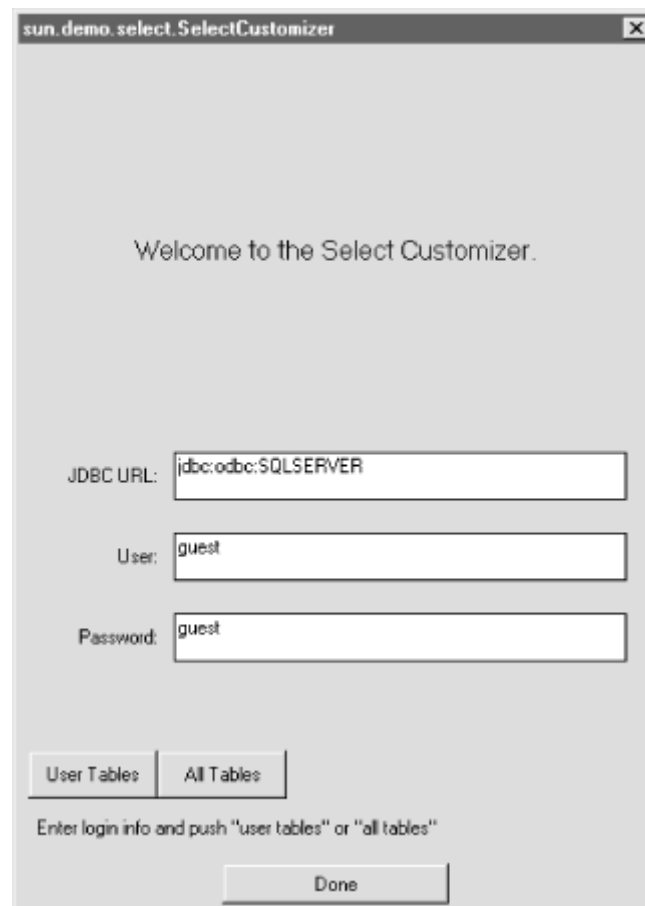 sun.demo.select.SelectCustomizer
Welcome to the Select Customizer.
JDBC URL: jdbc:odbc:SQLSERVER
User: guest
Password: guest
User Tables All Tables
Enter login info and push "user tables" or "all tables"
Done